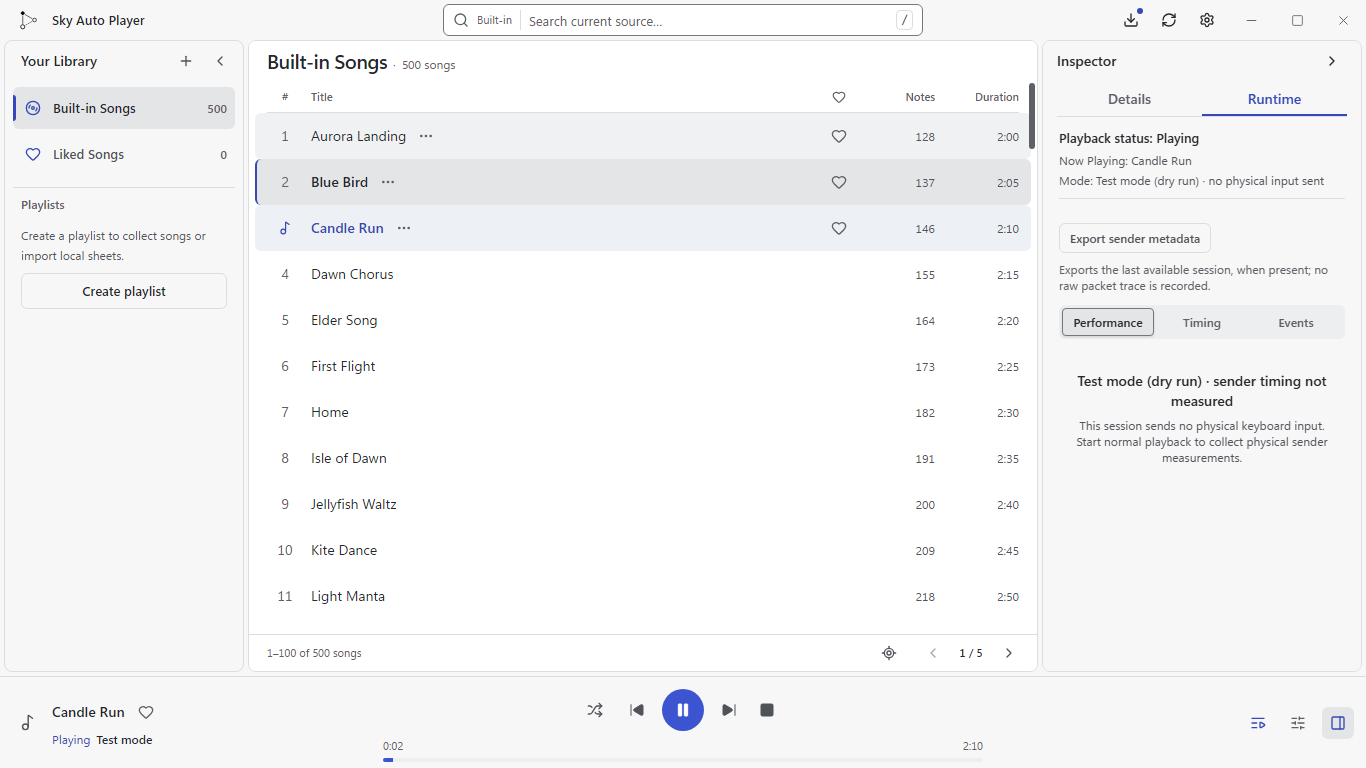 Sky Auto Player
Built-in
Search current source...
/
Your Library
Built-in Songs 500
Liked Songs 0
Playlists
Create a playlist to collect songs or
import local sheets.
Create playlist
Built-in Songs · 500 songs
# Title Notes Duration
1 Aurora Landing ··· 128 2:00
2 Blue Bird ··· 137 2:05
Candle Run ··· 146 2:10
4 Dawn Chorus 155 2:15
5 Elder Song 164 2:20
6 First Flight 173 2:25
7 Home 182 2:30
8 Isle of Dawn 191 2:35
9 Jellyfish Waltz 200 2:40
10 Kite Dance 209 2:45
11 Light Manta 218 2:50
1–100 of 500 songs
1 / 5
Inspector
Details Runtime
Playback status: Playing
Now Playing: Candle Run
Mode: Test mode (dry run) · no physical input sent
Export sender metadata
Exports the last available session, when present; no
raw packet trace is recorded.
Performance Timing Events
Test mode (dry run) · sender timing not
measured
This session sends no physical keyboard input.
Start normal playback to collect physical sender
measurements.
Candle Run
Playing Test mode
0:02 2:10